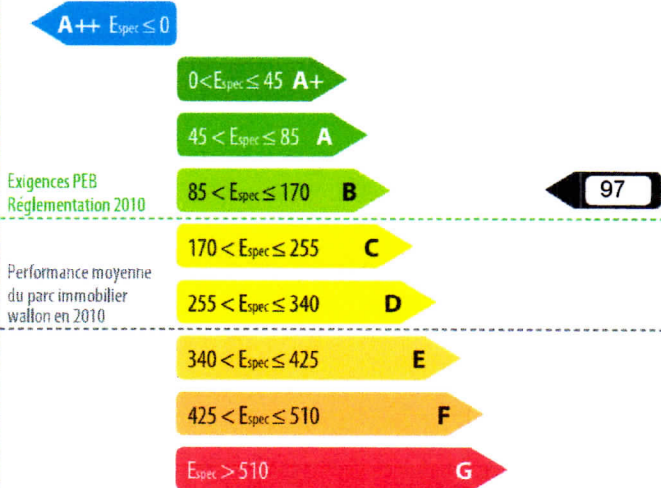 A++ Espec ≤ 0
0 < Espec ≤ 45 A+
45 < Espec ≤ 85 A
Exigences PEB
Réglementation 2010
85 < Espec ≤ 170 B
97
170 < Espec ≤ 255 C
Performance moyenne
du parc immobilier
wallon en 2010
255 < Espec ≤ 340 D
340 < Espec ≤ 425 E
425 < Espec ≤ 510 F
Espec > 510 G